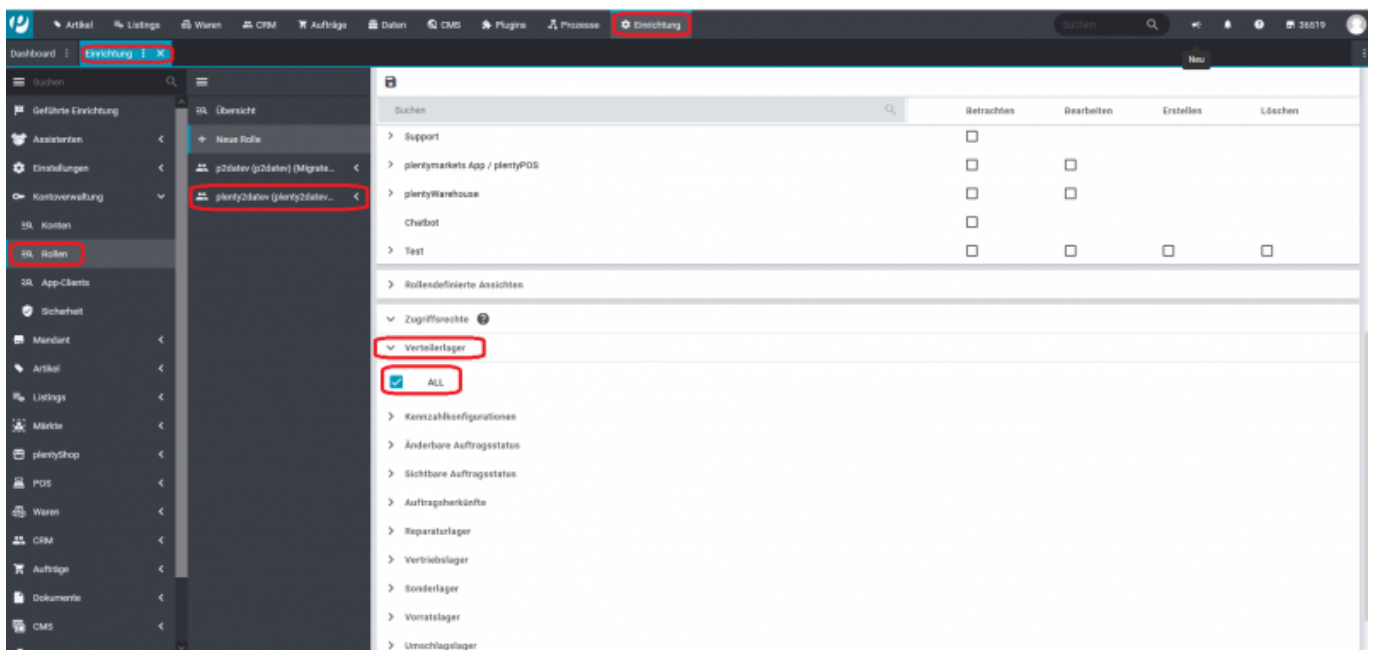 Artikel Listings Waren CRM Aufträge Daten CMS Plugins Prozesse Einrichtung Suchen 36519
Dashboard Einrichtung
Neu
Suchen
Geführte Einrichtung
Assistenten
Einstellungen
Kontoverwaltung
Konten
Rollen
App-Clients
Sicherheit
Mandant
Artikel
Listings
Märkte
plentyShop
POS
Waren
CRM
Aufträge
Dokumente
CMS
Übersicht
+ Neue Rolle
p2datev (p2datev) (Migrate...
plenty2datev (plenty2datev...
Suchen Betrachten Bearbeiten Erstellen Löschen
Support
plentymarkets App / plentyPOS
plentyWarehouse
Chatbot
Test
Rollendefinierte Ansichten
Zugriffsrechte
Verteilerlager
ALL
Kennzahlkonfigurationen
Änderbare Auftragsstatus
Sichtbare Auftragsstatus
Auftragsherkünfte
Reparaturlager
Vertriebslager
Sonderlager
Vorratslager
Umschlagslager